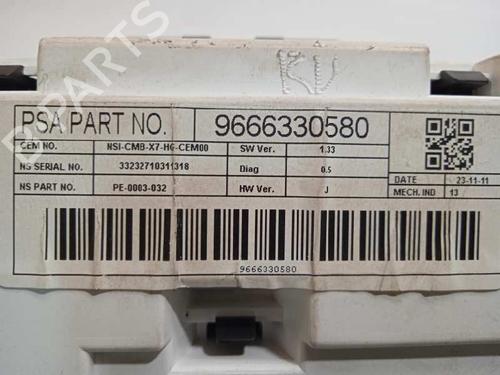 RU
PSA PART NO. 9666330580
CEM NO. NSI-CMB-X7-H6-CEM00 SW Ver. 1.33
NS SERIAL NO. 33232710311318 Diag 0.5
NS PART NO. PE-0003-032 HW Ver. J
DATE 23-11-11
MECH. IND 13
9666330580
B-PARTS